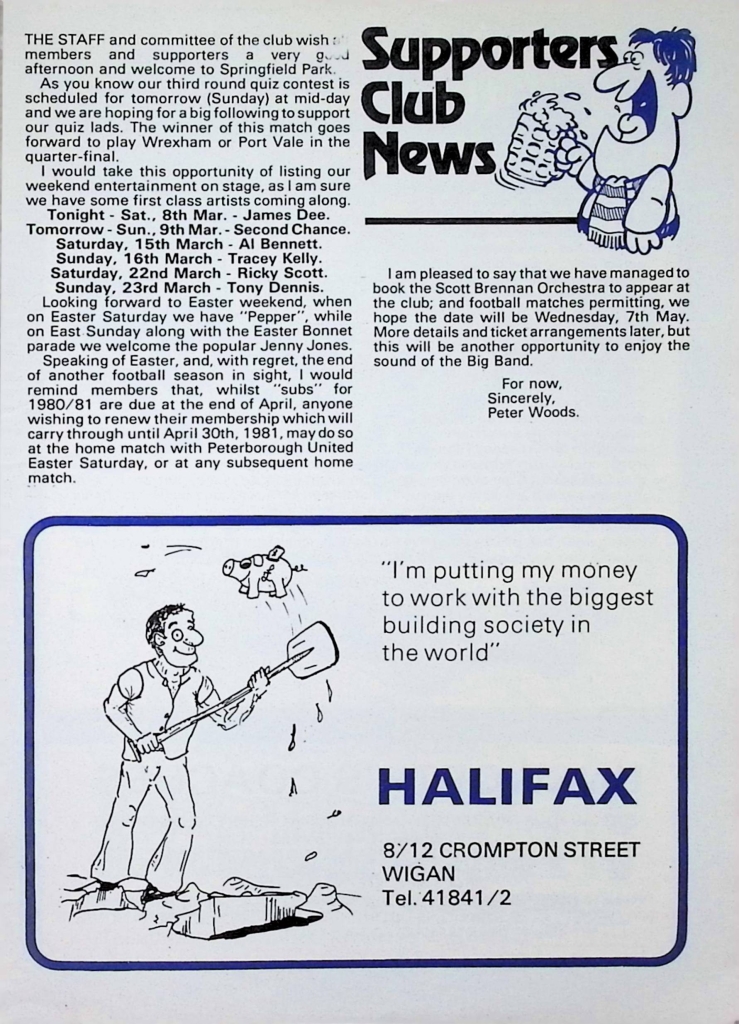 THE STAFF and committee of the club wish
members and supporters a very
afternoon and welcome to Springfield Park.
As you know our third round quiz contest is
scheduled for tomorrow (Sunday) at mid-day
and we are hoping for a big following to support
our quiz lads. The winner of this match goes
forward to play Wrexham or Port Vale in the
quarter-final.
I would take this opportunity of listing our
weekend entertainment on stage, as I am sure
we have some first class artists coming along.
Tonight - Sat., 8th Mar. - James Dee.
Tomorrow - Sun., 9th Mar. - Second Chance.
Saturday, 15th March - Al Bennett.
Sunday, 16th March - Tracey Kelly.
Saturday, 22nd March - Ricky Scott.
Sunday, 23rd March - Tony Dennis.
Looking forward to Easter weekend, when
on Easter Saturday we have "Pepper", while
on East Sunday along with the Easter Bonnet
parade we welcome the popular Jenny Jones.
Speaking of Easter, and, with regret, the end
of another football season in sight, I would
remind members that, whilst "subs" for
1980/81 are due at the end of April, anyone
wishing to renew their membership which will
carry through until April 30th, 1981, may do so
at the home match with Peterborough United
Easter Saturday, or at any subsequent home
match.
Supporters
Club
News
I am pleased to say that we have managed to
book the Scott Brennan Orchestra to appear at
the club; and football matches permitting, we
hope the date will be Wednesday, 7th May.
More details and ticket arrangements later, but
this will be another opportunity to enjoy the
sound of the Big Band.
For now,
Sincerely,
Peter Woods.
"I'm putting my money
to work with the biggest
building society in
the world"
HALIFAX
8/12 CROMPTON STREET
WIGAN
Tel. 41841/2